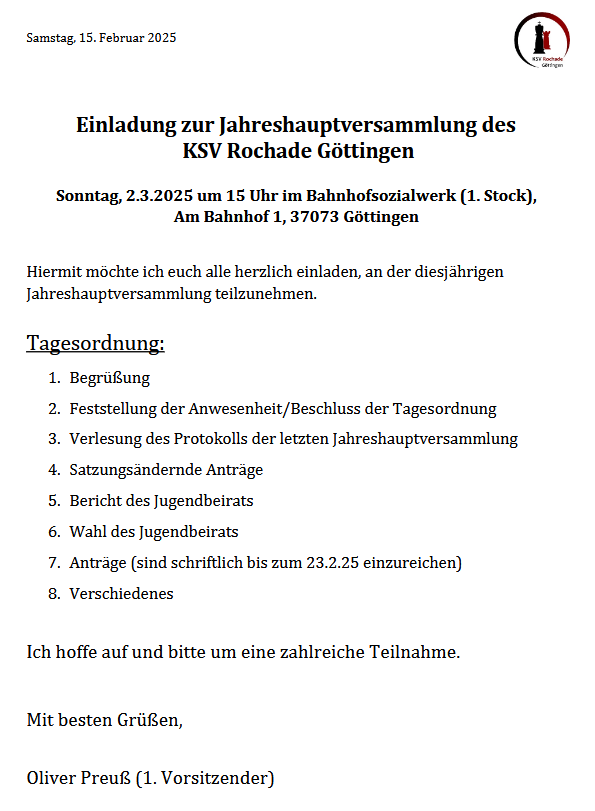 Samstag, 15. Februar 2025
KSV Rochade
Göttingen
Einladung zur Jahreshauptversammlung des
KSV Rochade Göttingen
Sonntag, 2.3.2025 um 15 Uhr im Bahnhofsozialwerk (1. Stock),
Am Bahnhof 1, 37073 Göttingen
Hiermit möchte ich euch alle herzlich einladen, an der diesjährigen
Jahreshauptversammlung teilzunehmen.
Tagesordnung:
1. Begrüßung
2. Feststellung der Anwesenheit/Beschluss der Tagesordnung
3. Verlesung des Protokolls der letzten Jahreshauptversammlung
4. Satzungsändernde Anträge
5. Bericht des Jugendbeirats
6. Wahl des Jugendbeirats
7. Anträge (sind schriftlich bis zum 23.2.25 einzureichen)
8. Verschiedenes
Ich hoffe auf und bitte um eine zahlreiche Teilnahme.
Mit besten Grüßen,
Oliver Preuß (1. Vorsitzender)